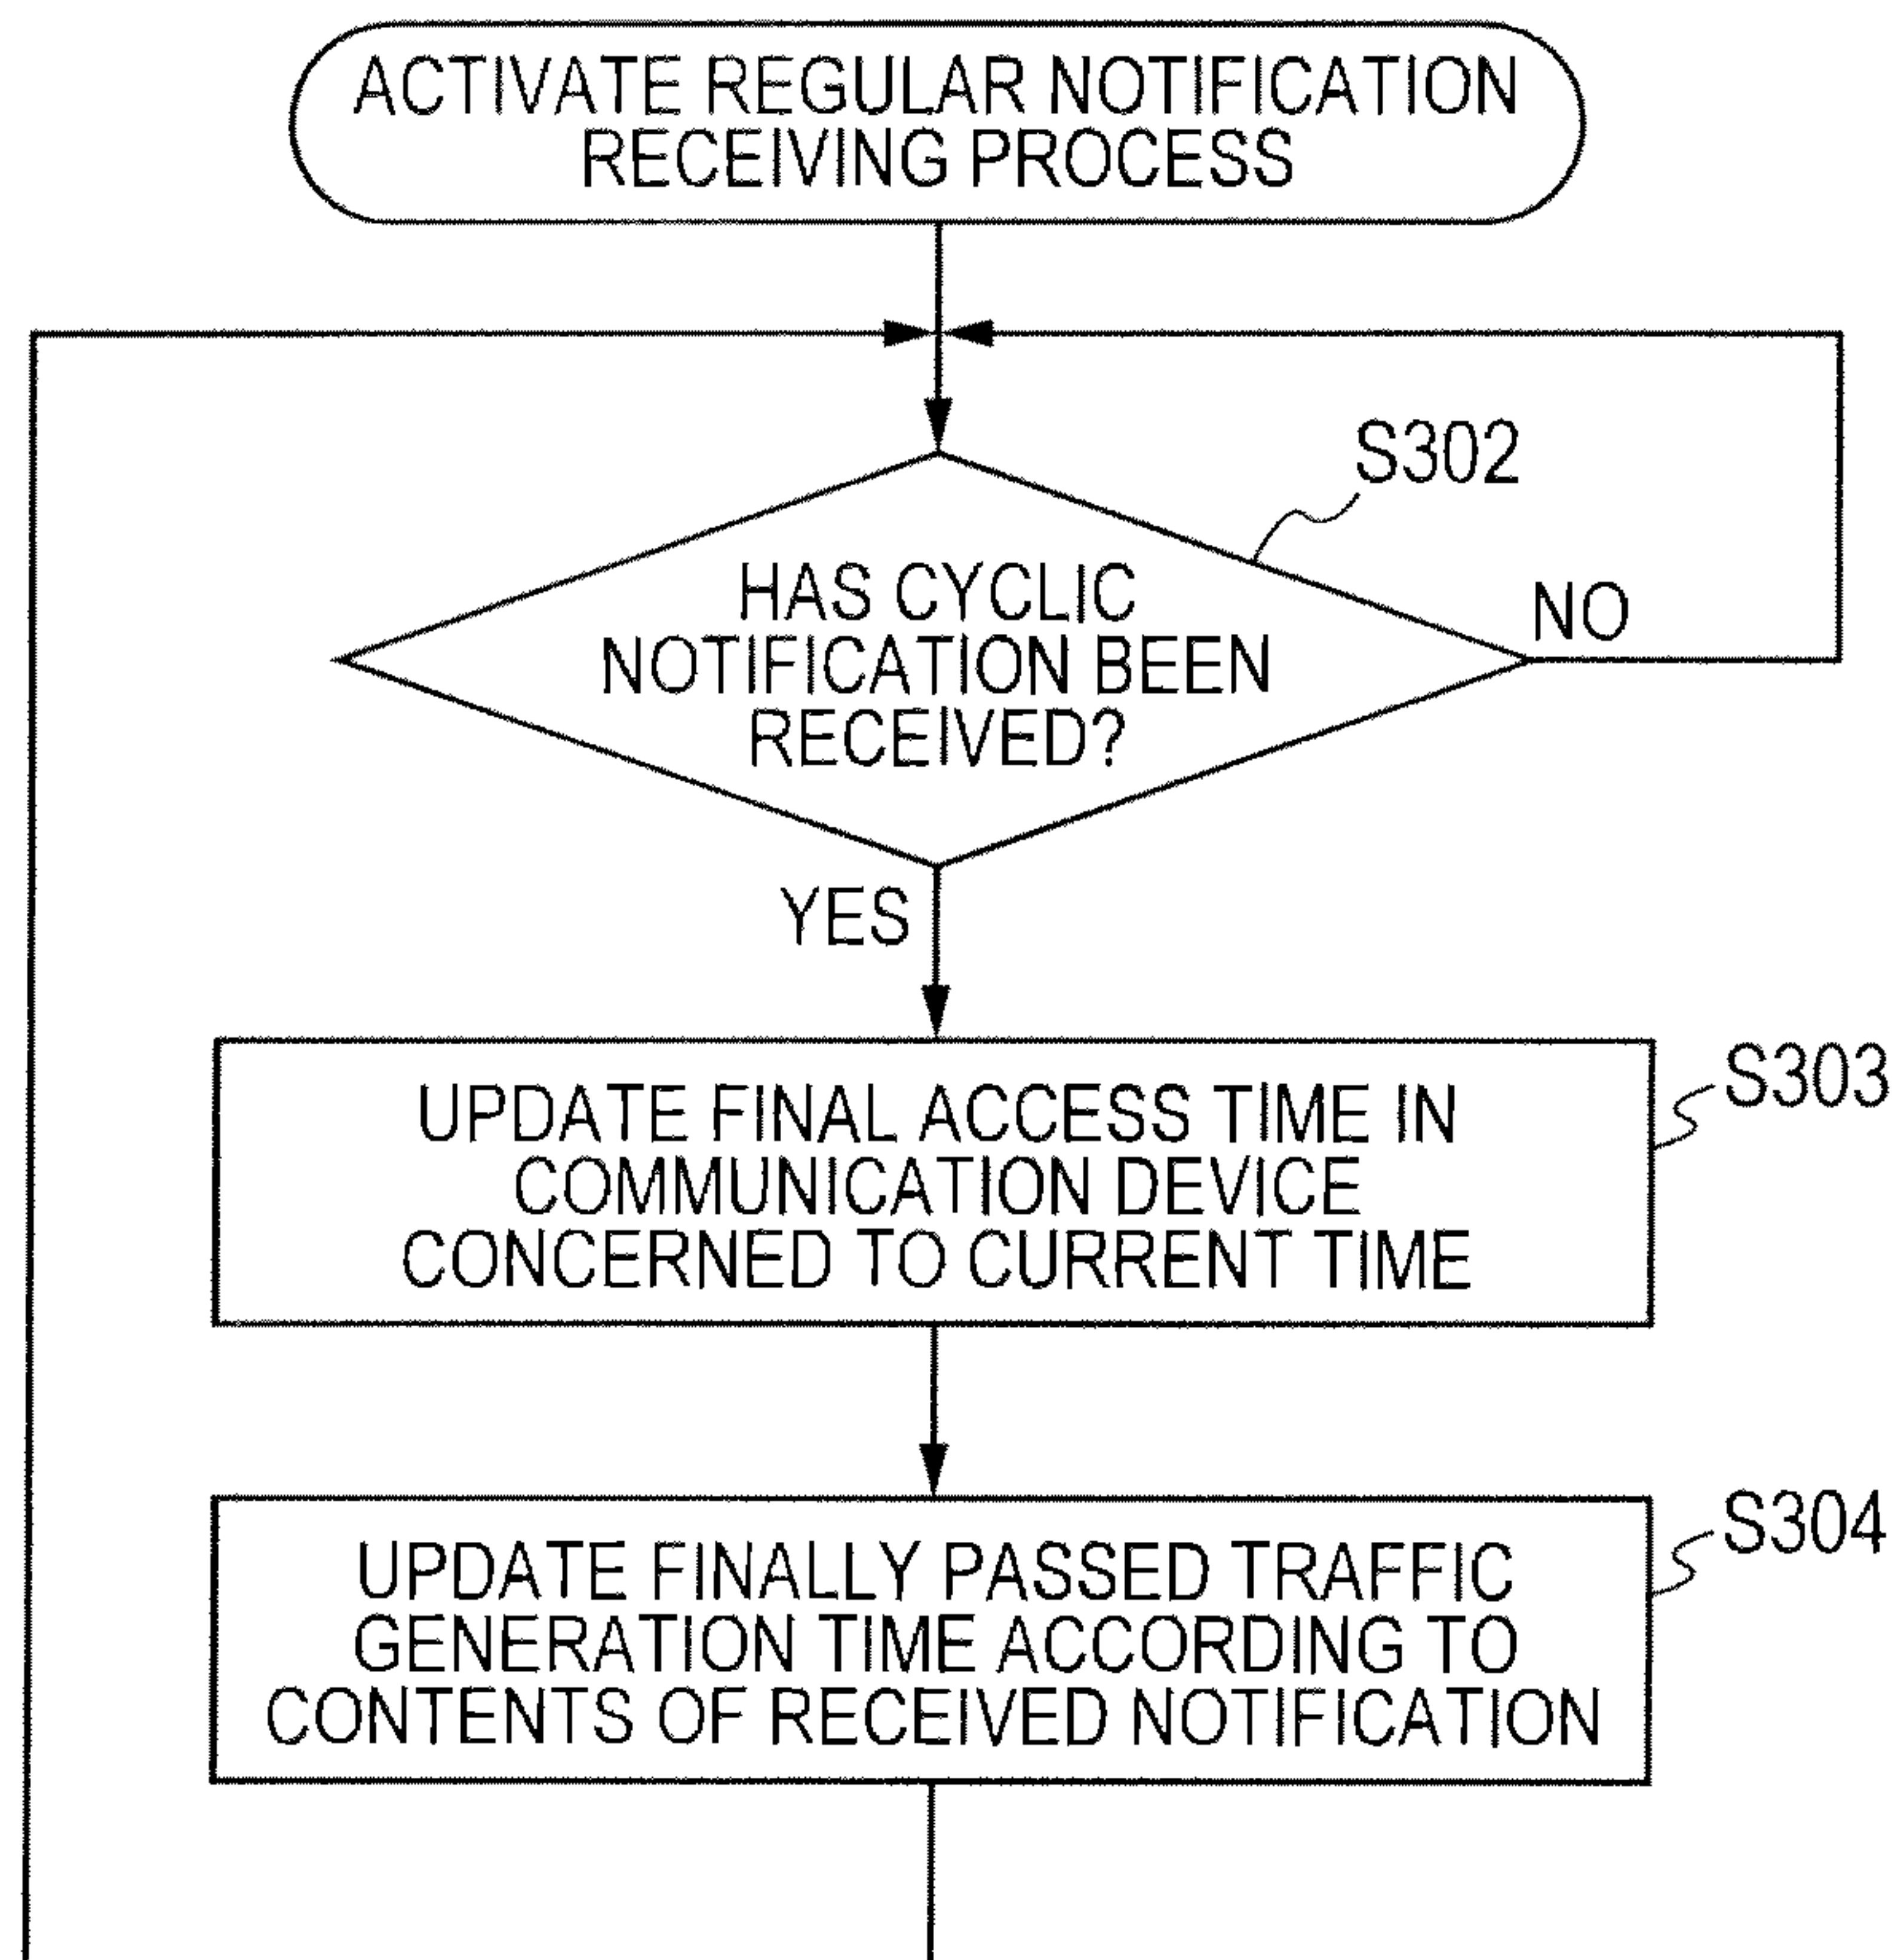 ACTIVATE REGULAR NOTIFICATION
RECEIVING PROCESS
S302
HAS CYCLIC
NOTIFICATION BEEN
RECEIVED?
NO
YES
S303
UPDATE FINAL ACCESS TIME IN
COMMUNICATION DEVICE
CONCERNED TO CURRENT TIME
S304
UPDATE FINALLY PASSED TRAFFIC
GENERATION TIME ACCORDING TO
CONTENTS OF RECEIVED NOTIFICATION